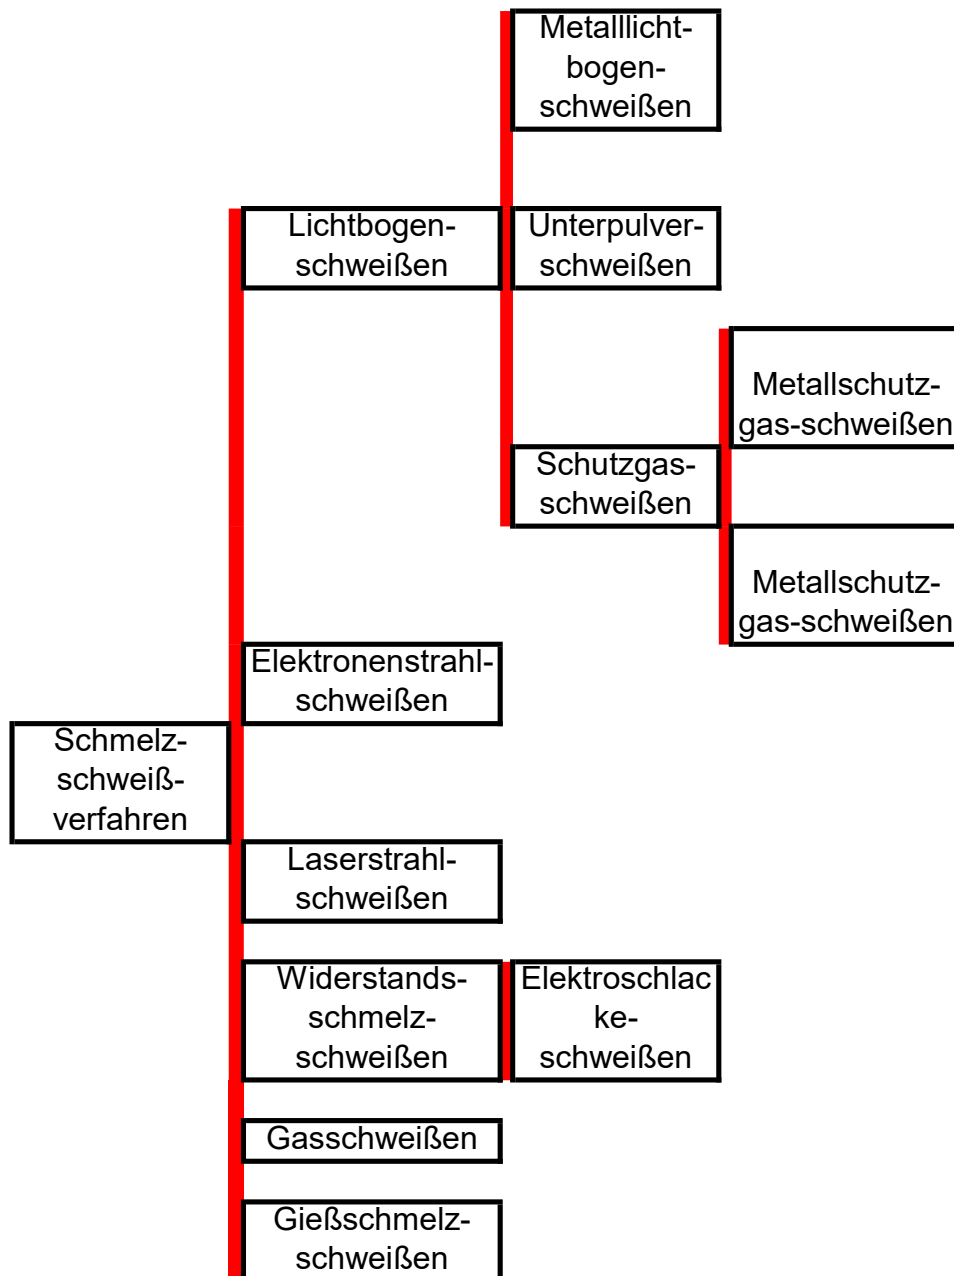 Metalllicht-
bogen-
schweißen
Lichtbogen-
schweißen
Unterpulver-
schweißen
Metallschutz-
gas-schweißen
Schutzgas-
schweißen
Metallschutz-
gas-schweißen
Elektronenstrahl-
schweißen
Schmelz-
schweiß-
verfahren
Laserstrahl-
schweißen
Widerstands-
schmelz-
schweißen
Elektroschlac
ke-
schweißen
Gasschweißen
Gießschmelz-
schweißen